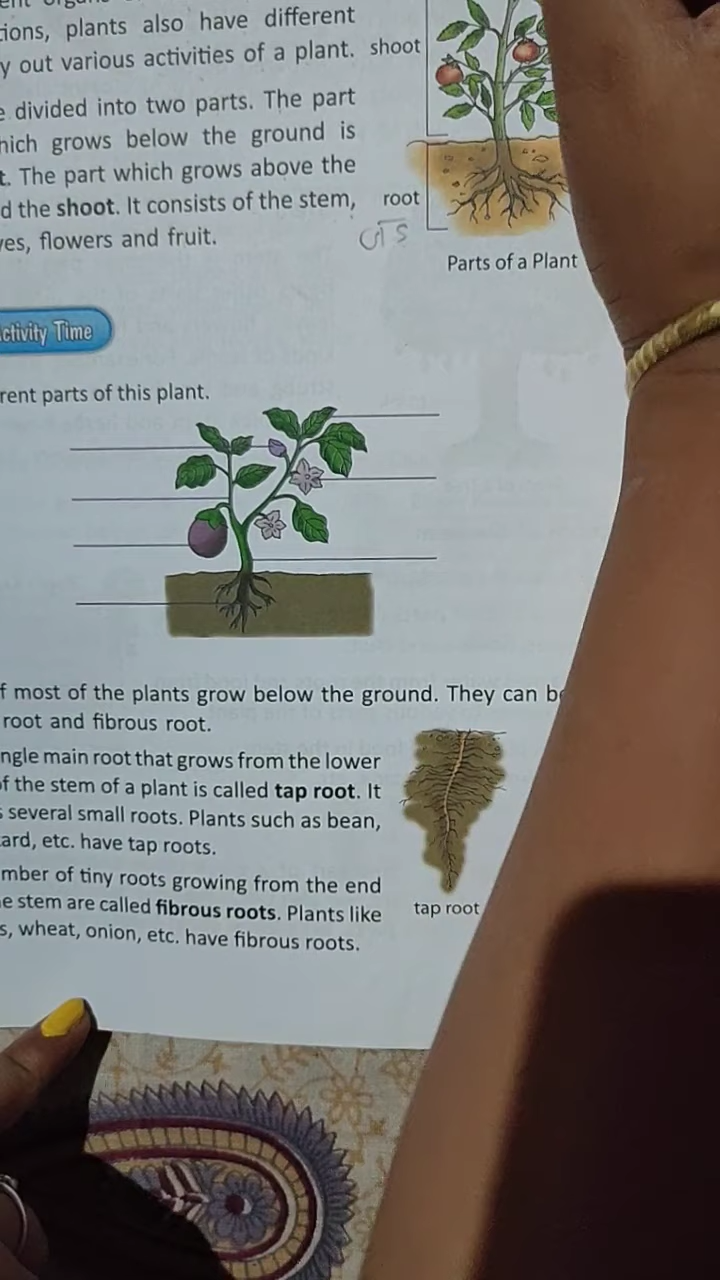 tions, plants also have different
y out various activities of a plant.
shoot
e divided into two parts. The part
hich grows below the ground is
t. The part which grows above the
d the shoot. It consists of the stem,
root
ves, flowers and fruit.
Parts of a Plant
Activity Time
rent parts of this plant.
f most of the plants grow below the ground. They can be
root and fibrous root.
ngle main root that grows from the lower
of the stem of a plant is called tap root. It
s several small roots. Plants such as bean,
ard, etc. have tap roots.
mber of tiny roots growing from the end
e stem are called fibrous roots. Plants like
s, wheat, onion, etc. have fibrous roots.
tap root